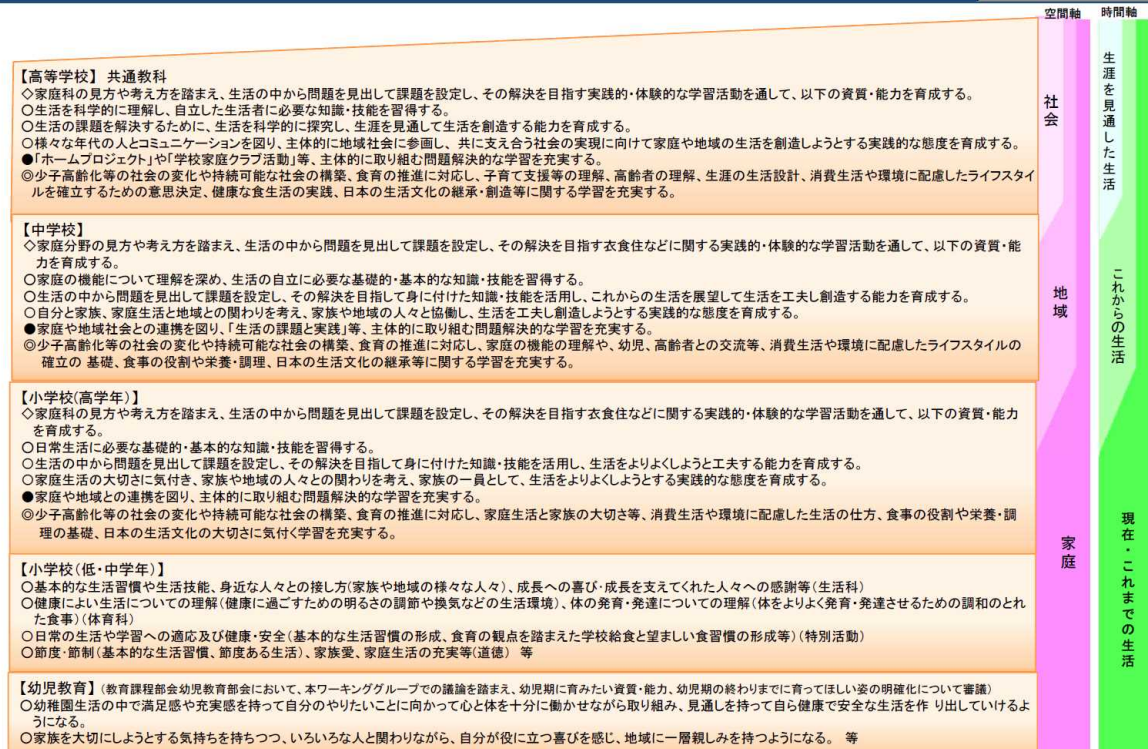 空間軸
時間軸
【高等学校】 共通教科
◇家庭科の見方や考え方を踏まえ、生活の中から問題を見出して課題を設定し、その解決を目指す実践的・体験的な学習活動を通して、以下の資質・能力を育成する。
○生活を科学的に理解し、自立した生活者に必要な知識・技能を習得する。
○生活の課題を解決するために、生活を科学的に探究し、生涯を見通して生活を創造する能力を育成する。
○様々な年代の人とコミュニケーションを図り、主体的に地域社会に参画し、共に支え合う社会の実現に向けて家庭や地域の生活を創造しようとする実践的な態度を育成する。
●「ホームプロジェクト」や「学校家庭クラブ活動」等、主体的に取り組む問題解決的な学習を充実する。
◎少子高齢化等の社会の変化や持続可能な社会の構築、食育の推進に対応し、子育て支援等の理解、高齢者の理解、生涯の生活設計、消費生活や環境に配慮したライフスタイ
ルを確立するための意思決定、健康な食生活の実践、日本の生活文化の継承・創造等に関する学習を充実する。
【中学校】
◇家庭分野の見方や考え方を踏まえ、生活の中から問題を見出して課題を設定し、その解決を目指す衣食住などに関する実践的・体験的な学習活動を通して、以下の資質・能
力を育成する。
○家庭の機能について理解を深め、生活の自立に必要な基礎的・基本的な知識・技能を習得する。
○生活の中から問題を見出して課題を設定し、その解決を目指して身に付けた知識・技能を活用し、これからの生活を展望して生活を工夫し創造する能力を育成する。
○自分と家族、家庭生活と地域との関わりを考え、家族や地域の人々と協働し、生活を工夫し創造しようとする実践的な態度を育成する。
●家庭や地域社会との連携を図り、「生活の課題と実践」等、主体的に取り組む問題解決的な学習を充実する。
◎少子高齢化等の社会の変化や持続可能な社会の構築、食育の推進に対応し、家庭の機能の理解や、幼児、高齢者との交流等、消費生活や環境に配慮したライフスタイルの
確立の 基礎、食事の役割や栄養・調理、日本の生活文化の継承等に関する学習を充実する。
【小学校(高学年)】
◇家庭科の見方や考え方を踏まえ、生活の中から問題を見出して課題を設定し、その解決を目指す衣食住などに関する実践的・体験的な学習活動を通して、以下の資質・能力
を育成する。
○日常生活に必要な基礎的・基本的な知識・技能を習得する。
○生活の中から問題を見出して課題を設定し、その解決を目指して身に付けた知識・技能を活用し、生活をよりよくしようと工夫する能力を育成する。
○家庭生活の大切さに気付き、家族や地域の人々との関わりを考え、家族の一員として、生活をよりよくしようとする実践的な態度を育成する。
●家庭や地域との連携を図り、主体的に取り組む問題解決的な学習を充実する。
◎少子高齢化等の社会の変化や持続可能な社会の構築、食育の推進に対応し、家庭生活と家族の大切さ等、消費生活や環境に配慮した生活の仕方、食事の役割や栄養・調
理の基礎、日本の生活文化の大切さに気付く学習を充実する。
【小学校(低・中学年)】
○基本的な生活習慣や生活技能、身近な人々との接し方(家族や地域の様々な人々)、成長への喜び・成長を支えてくれた人々への感謝等(生活科)
○健康によい生活についての理解(健康に過ごすための明るさの調節や換気などの生活環境)、体の発育・発達についての理解(体をよりよく発育・発達させるための調和のとれ
た食事)(体育科)
○日常の生活や学習への適応及び健康・安全(基本的な生活習慣の形成、食育の観点を踏まえた学校給食と望ましい食習慣の形成等)(特別活動)
○節度・節制(基本的な生活習慣、節度ある生活)、家族愛、家庭生活の充実等(道徳) 等
【幼児教育】(教育課程部会幼児教育部会において、本ワーキンググループでの議論を踏まえ、幼児期に育みたい資質・能力、幼児期の終わりまでに育ってほしい姿の明確化について審議)
○幼稚園生活の中で満足感や充実感を持って自分のやりたいことに向かって心と体を十分に働かせながら取り組み、見通しを持って自ら健康で安全な生活を作 り出していけるよ
うになる。
○家族を大切にしようとする気持ちを持ちつつ、いろいろな人と関わりながら、自分が役に立つ喜びを感じ、地域に一層親しみを持つようになる。 等
社会
地域
家庭
生涯を見通した生活
これからの生活
現在・これまでの生活